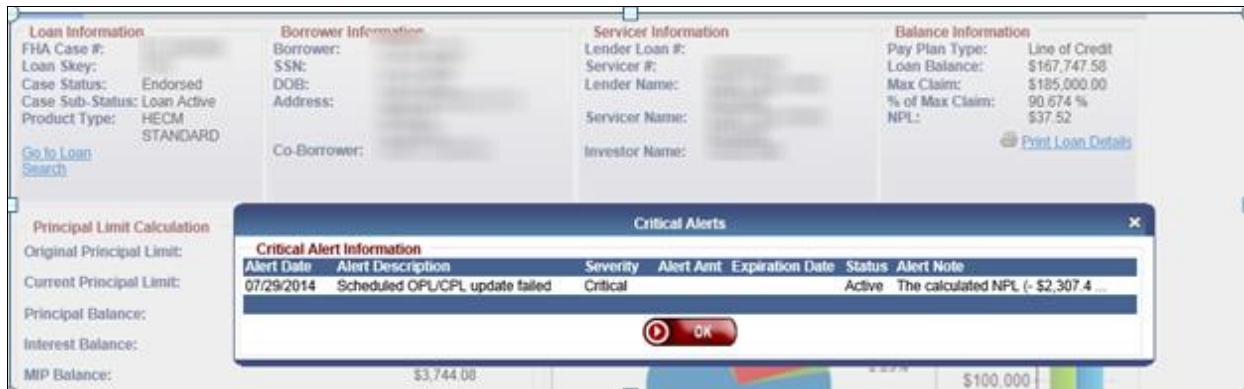 Loan Information
FHA Case #:
Loan Skey:
Case Status: Endorsed
Case Sub-Status: Loan Active
Product Type: HECM
STANDARD
Go to Loan
Search
Borrower Information
Borrower:
SSN:
DOB:
Address:
Co-Borrower:
Servicer Information
Lender Loan #:
Servicer #:
Lender Name:
Servicer Name:
Investor Name:
Balance Information
Pay Plan Type: Line of Credit
Loan Balance: $167,747.58
Max Claim: $185,000.00
% of Max Claim: 90.674 %
NPL: $37.52
Print Loan Details
Principal Limit Calculation
Original Principal Limit:
Current Principal Limit:
Principal Balance:
Interest Balance:
MIP Balance: $3,744.08
Critical Alerts
Critical Alert Information
Alert Date Alert Description Severity Alert Amt Expiration Date Status Alert Note
07/29/2014 Scheduled OPL/CPL update failed Critical Active The calculated NPL (- $2,307.4 ...
OK
$100,000